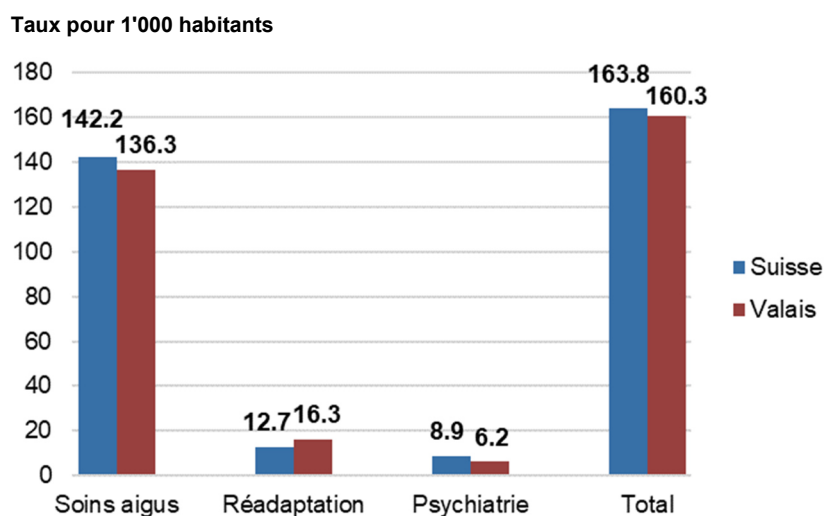 Taux pour 1'000 habitants
180
160
140
120
100
80
60
40
20
0
142.2
136.3
12.7
16.3
8.9
6.2
163.8
160.3
Soins aigus
Réadaptation
Psychiatrie
Total
Suisse
Valais